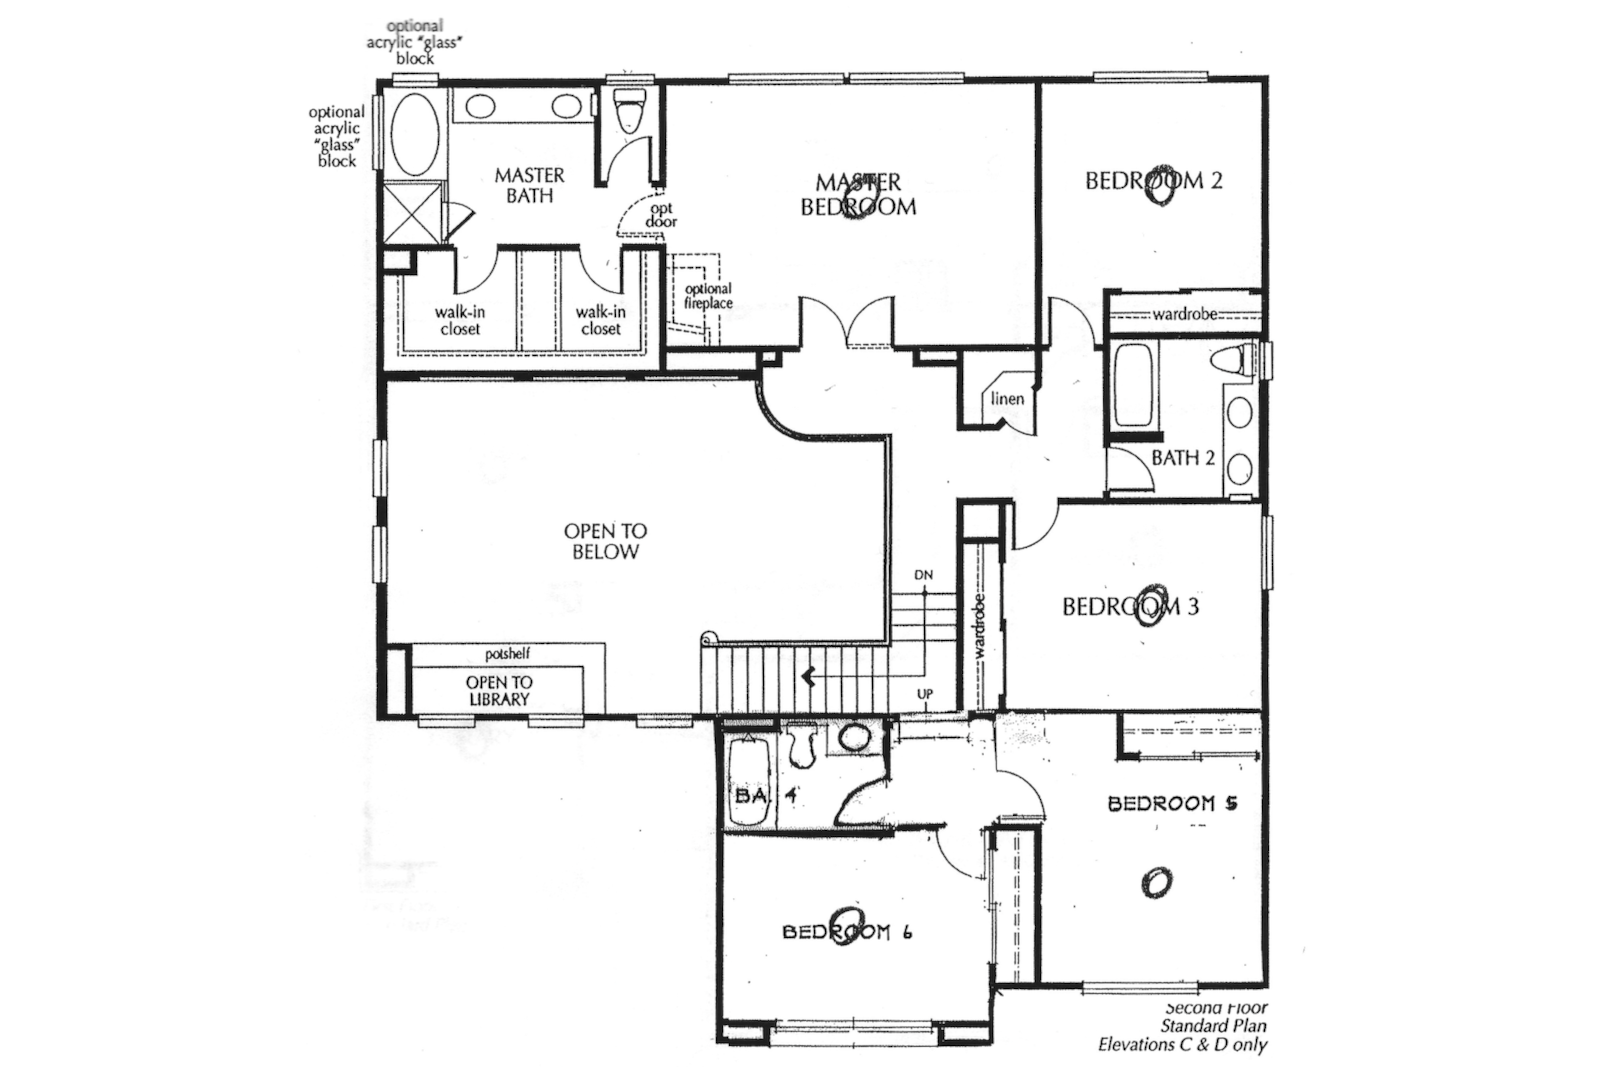 optional
acrylic "glass"
block
optional
acrylic
"glass"
block
MASTER
BATH
opt
door
MASTER
BEDROOM
BEDROOM 2
optional
fireplace
walk-in
closet
walk-in
closet
wardrobe
linen
BATH 2
OPEN TO
BELOW
DN
wardrobe
BEDROOM 3
potshelf
OPEN TO
LIBRARY
UP
BA. 4
BEDROOM 5
BEDROOM 6
Second Floor
Standard Plan
Elevations C & D only